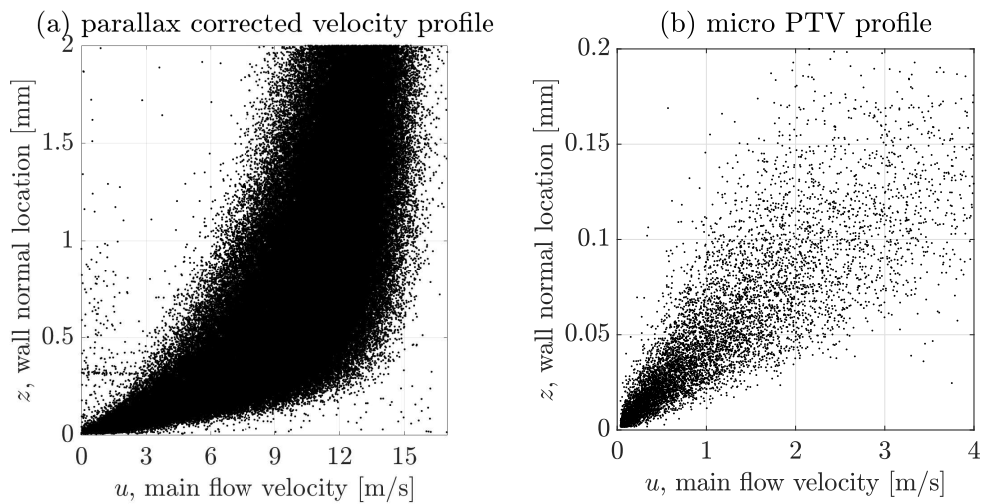 (a) parallax corrected velocity profile
2
1.5
1
0.5
0
0 3 6 9 12 15
z, wall normal location [mm]
u, main flow velocity [m/s]
(b) micro PTV profile
0.2
0.15
0.1
0.05
0
0 1 2 3 4
z, wall normal location [mm]
u, main flow velocity [m/s]